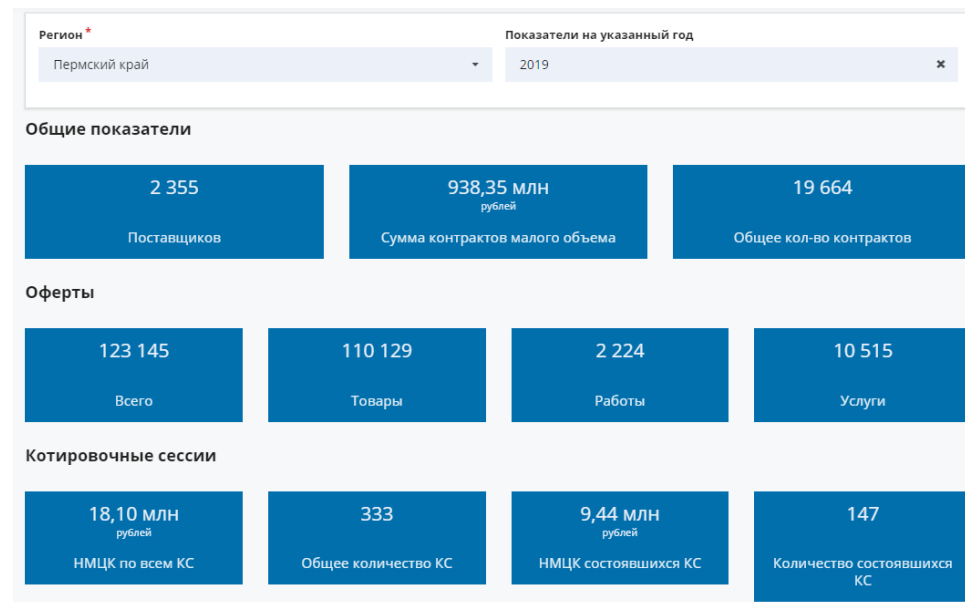 Регион *
Показатели на указанный год
Пермский край
2019
Общие показатели
2 355
Поставщиков
938,35 млн
рублей
Сумма контрактов малого объема
19 664
Общее кол-во контрактов
Оферты
123 145
Всего
110 129
Товары
2 224
Работы
10 515
Услуги
Котировочные сессии
18,10 млн
рублей
НМЦК по всем КС
333
Общее количество КС
9,44 млн
рублей
НМЦК состоявшихся КС
147
Количество состоявшихся
КС